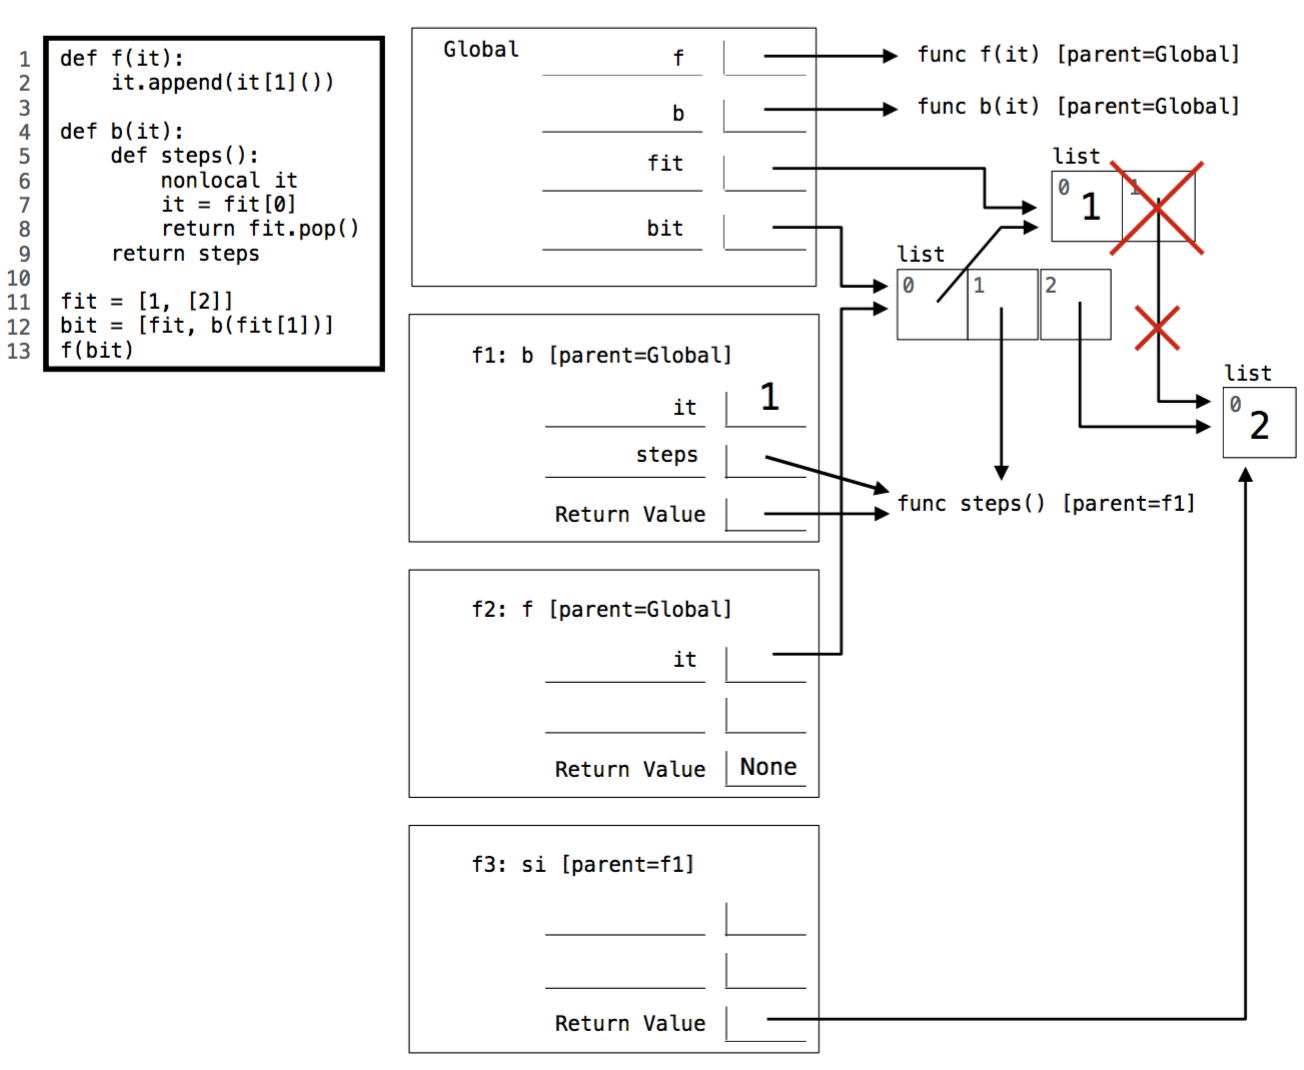 1 def f(it):
2     it.append(it[1]())
3
4 def b(it):
5     def steps():
6         nonlocal it
7         it = fit[0]
8         return fit.pop()
9     return steps
10
11 fit = [1, [2]]
12 bit = [fit, b(fit[1])]
13 f(bit)
Global
f
func f(it) [parent=Global]
b
func b(it) [parent=Global]
fit
list
0 1 1
bit
list
0 1 2
list
0 2
f1: b [parent=Global]
it 1
steps
Return Value
func steps() [parent=f1]
f2: f [parent=Global]
it
Return Value None
f3: si [parent=f1]
Return Value